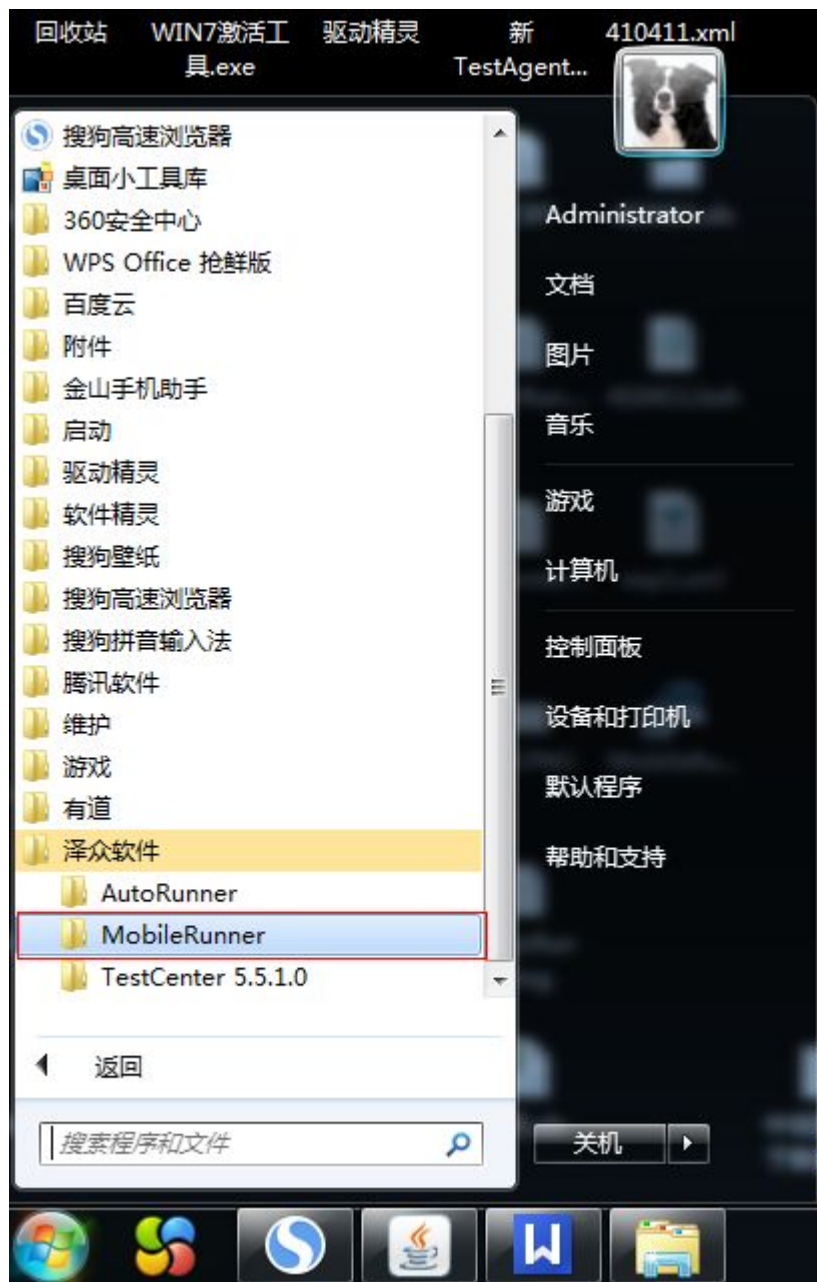 回收站
WIN7激活工
具.exe
驱动精灵
新
TestAgent...
410411.xml
搜狗高速浏览器
桌面小工具库
360安全中心
WPS Office 抢鲜版
百度云
附件
金山手机助手
启动
驱动精灵
软件精灵
搜狗壁纸
搜狗高速浏览器
搜狗拼音输入法
腾讯软件
维护
游戏
有道
泽众软件
AutoRunner
MobileRunner
TestCenter 5.5.1.0
返回
搜索程序和文件
Administrator
文档
图片
音乐
游戏
计算机
控制面板
设备和打印机
默认程序
帮助和支持
关机